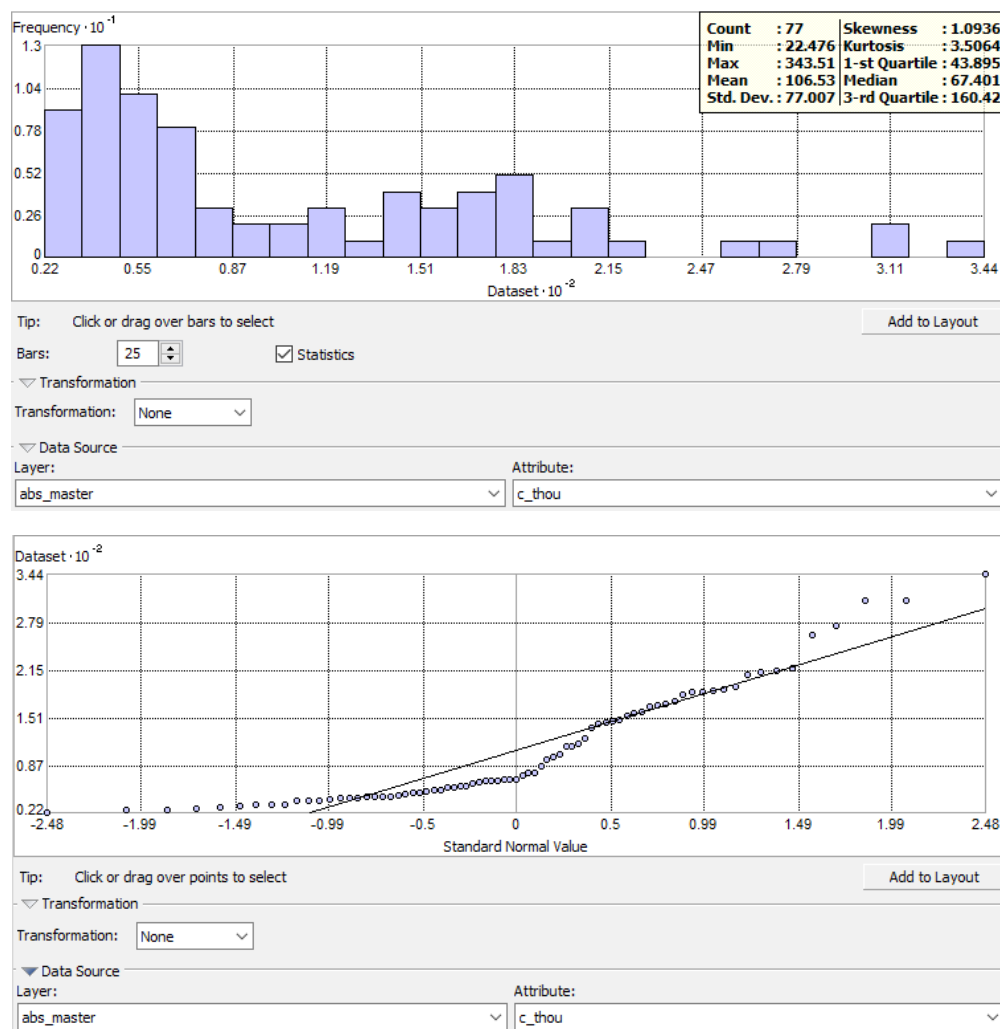 Frequency · 10⁻¹
Count : 77 Skewness : 1.0936
Min : 22.476 Kurtosis : 3.5064
Max : 343.51 1-st Quartile : 43.895
Mean : 106.53 Median : 67.401
Std. Dev. : 77.007 3-rd Quartile : 160.42
1.3
1.04
0.78
0.52
0.26
0
0.22 0.55 0.87 1.19 1.51 1.83 2.15 2.47 2.79 3.11 3.44
Dataset · 10⁻²
Tip: Click or drag over bars to select
Add to Layout
Bars: 25 Statistics
Transformation
Transformation: None
Data Source
Layer: Attribute:
abs_master c_thou
Dataset · 10⁻²
3.44
2.79
2.15
1.51
0.87
0.22
-2.48 -1.99 -1.49 -0.99 -0.5 0 0.5 0.99 1.49 1.99 2.48
Standard Normal Value
Tip: Click or drag over points to select
Add to Layout
Transformation
Transformation: None
Data Source
Layer: Attribute:
abs_master c_thou